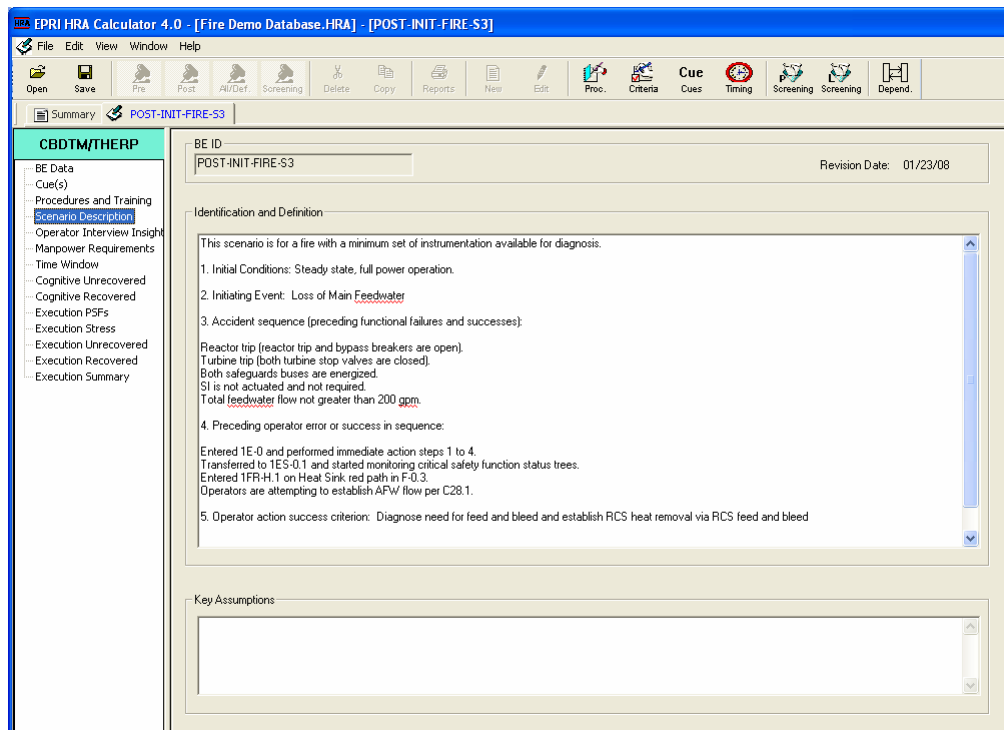 HRA EPRI HRA Calculator 4.0 - [Fire Demo Database.HRA] - [POST-INIT-FIRE-S3]
File Edit View Window Help
Cue
Open Save Pre Post All/Def. Screening Delete Copy Reports New Edit Proc. Criteria Cues Timing Screening Screening Depend.
Summary POST-INIT-FIRE-S3
CBDTM/THERP
BE Data
Cue(s)
Procedures and Training
Scenario Description
Operator Interview Insight
Manpower Requirements
Time Window
Cognitive Unrecovered
Cognitive Recovered
Execution PSFs
Execution Stress
Execution Unrecovered
Execution Recovered
Execution Summary
BE ID
POST-INIT-FIRE-S3
Revision Date: 01/23/08
Identification and Definition
This scenario is for a fire with a minimum set of instrumentation available for diagnosis.
1. Initial Conditions: Steady state, full power operation.
2. Initiating Event: Loss of Main Feedwater
3. Accident sequence (preceding functional failures and successes):
Reactor trip (reactor trip and bypass breakers are open).
Turbine trip (both turbine stop valves are closed).
Both safeguards buses are energized.
SI is not actuated and not required.
Total feedwater flow not greater than 200 gpm.
4. Preceding operator error or success in sequence:
Entered 1E-0 and performed immediate action steps 1 to 4.
Transferred to 1ES-0.1 and started monitoring critical safety function status trees.
Entered 1FR-H.1 on Heat Sink red path in F-0.3.
Operators are attempting to establish AFW flow per C28.1.
5. Operator action success criterion: Diagnose need for feed and bleed and establish RCS heat removal via RCS feed and bleed
Key Assumptions